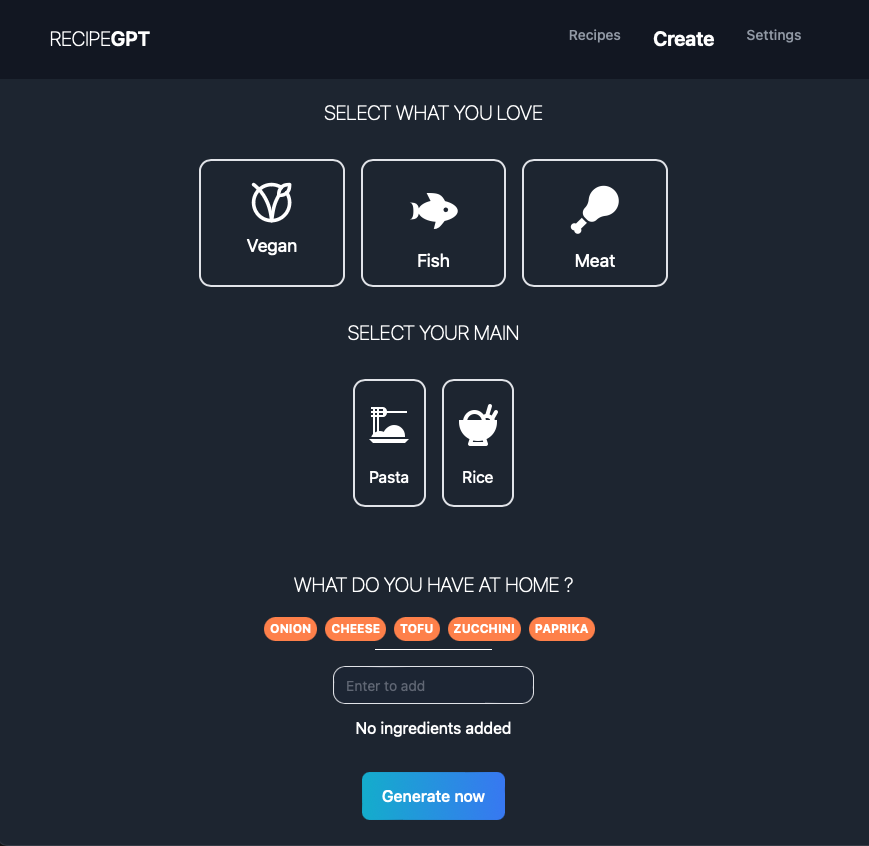 RECIPEGPT
Recipes Create Settings
SELECT WHAT YOU LOVE
Vegan Fish Meat
SELECT YOUR MAIN
Pasta Rice
WHAT DO YOU HAVE AT HOME ?
ONION CHEESE TOFU ZUCCHINI PAPRIKA
Enter to add
No ingredients added
Generate now